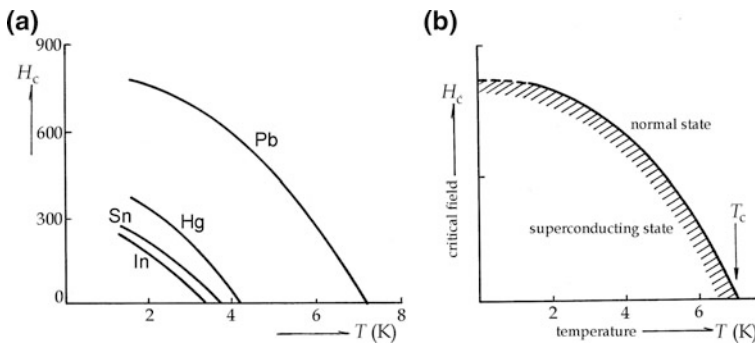 (a)
900
H_c
600
300
0
Pb
Hg
Sn
In
2
4
6
8
T (K)
(b)
H_c
critical field
normal state
superconducting state
T_c
2
4
6
temperature
T (K)